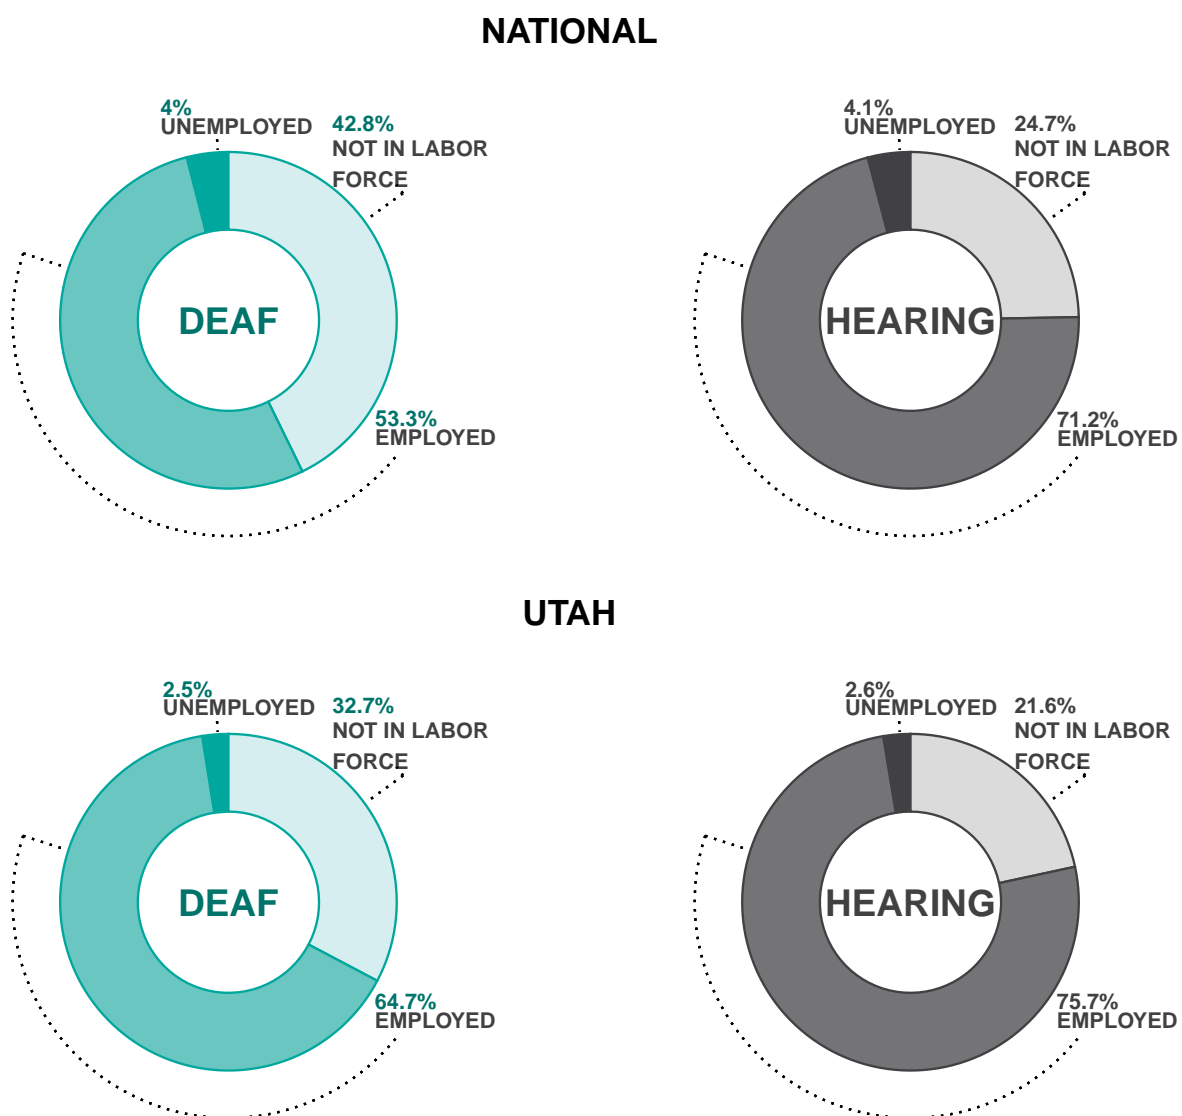 NATIONAL
4%
UNEMPLOYED
42.8%
NOT IN LABOR
FORCE
DEAF
53.3%
EMPLOYED
4.1%
UNEMPLOYED
24.7%
NOT IN LABOR
FORCE
HEARING
71.2%
EMPLOYED
UTAH
2.5%
UNEMPLOYED
32.7%
NOT IN LABOR
FORCE
DEAF
64.7%
EMPLOYED
2.6%
UNEMPLOYED
21.6%
NOT IN LABOR
FORCE
HEARING
75.7%
EMPLOYED